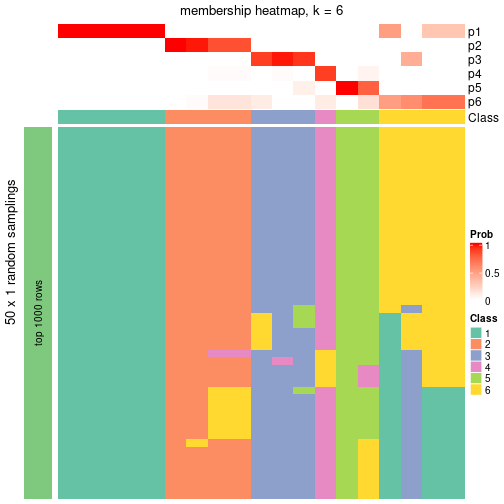 membership heatmap, k = 6
p1
p2
p3
p4
p5
p6
Class
50 x 1 random samplings
top 1000 rows
Prob
1
0.5
0
Class
1
2
3
4
5
6